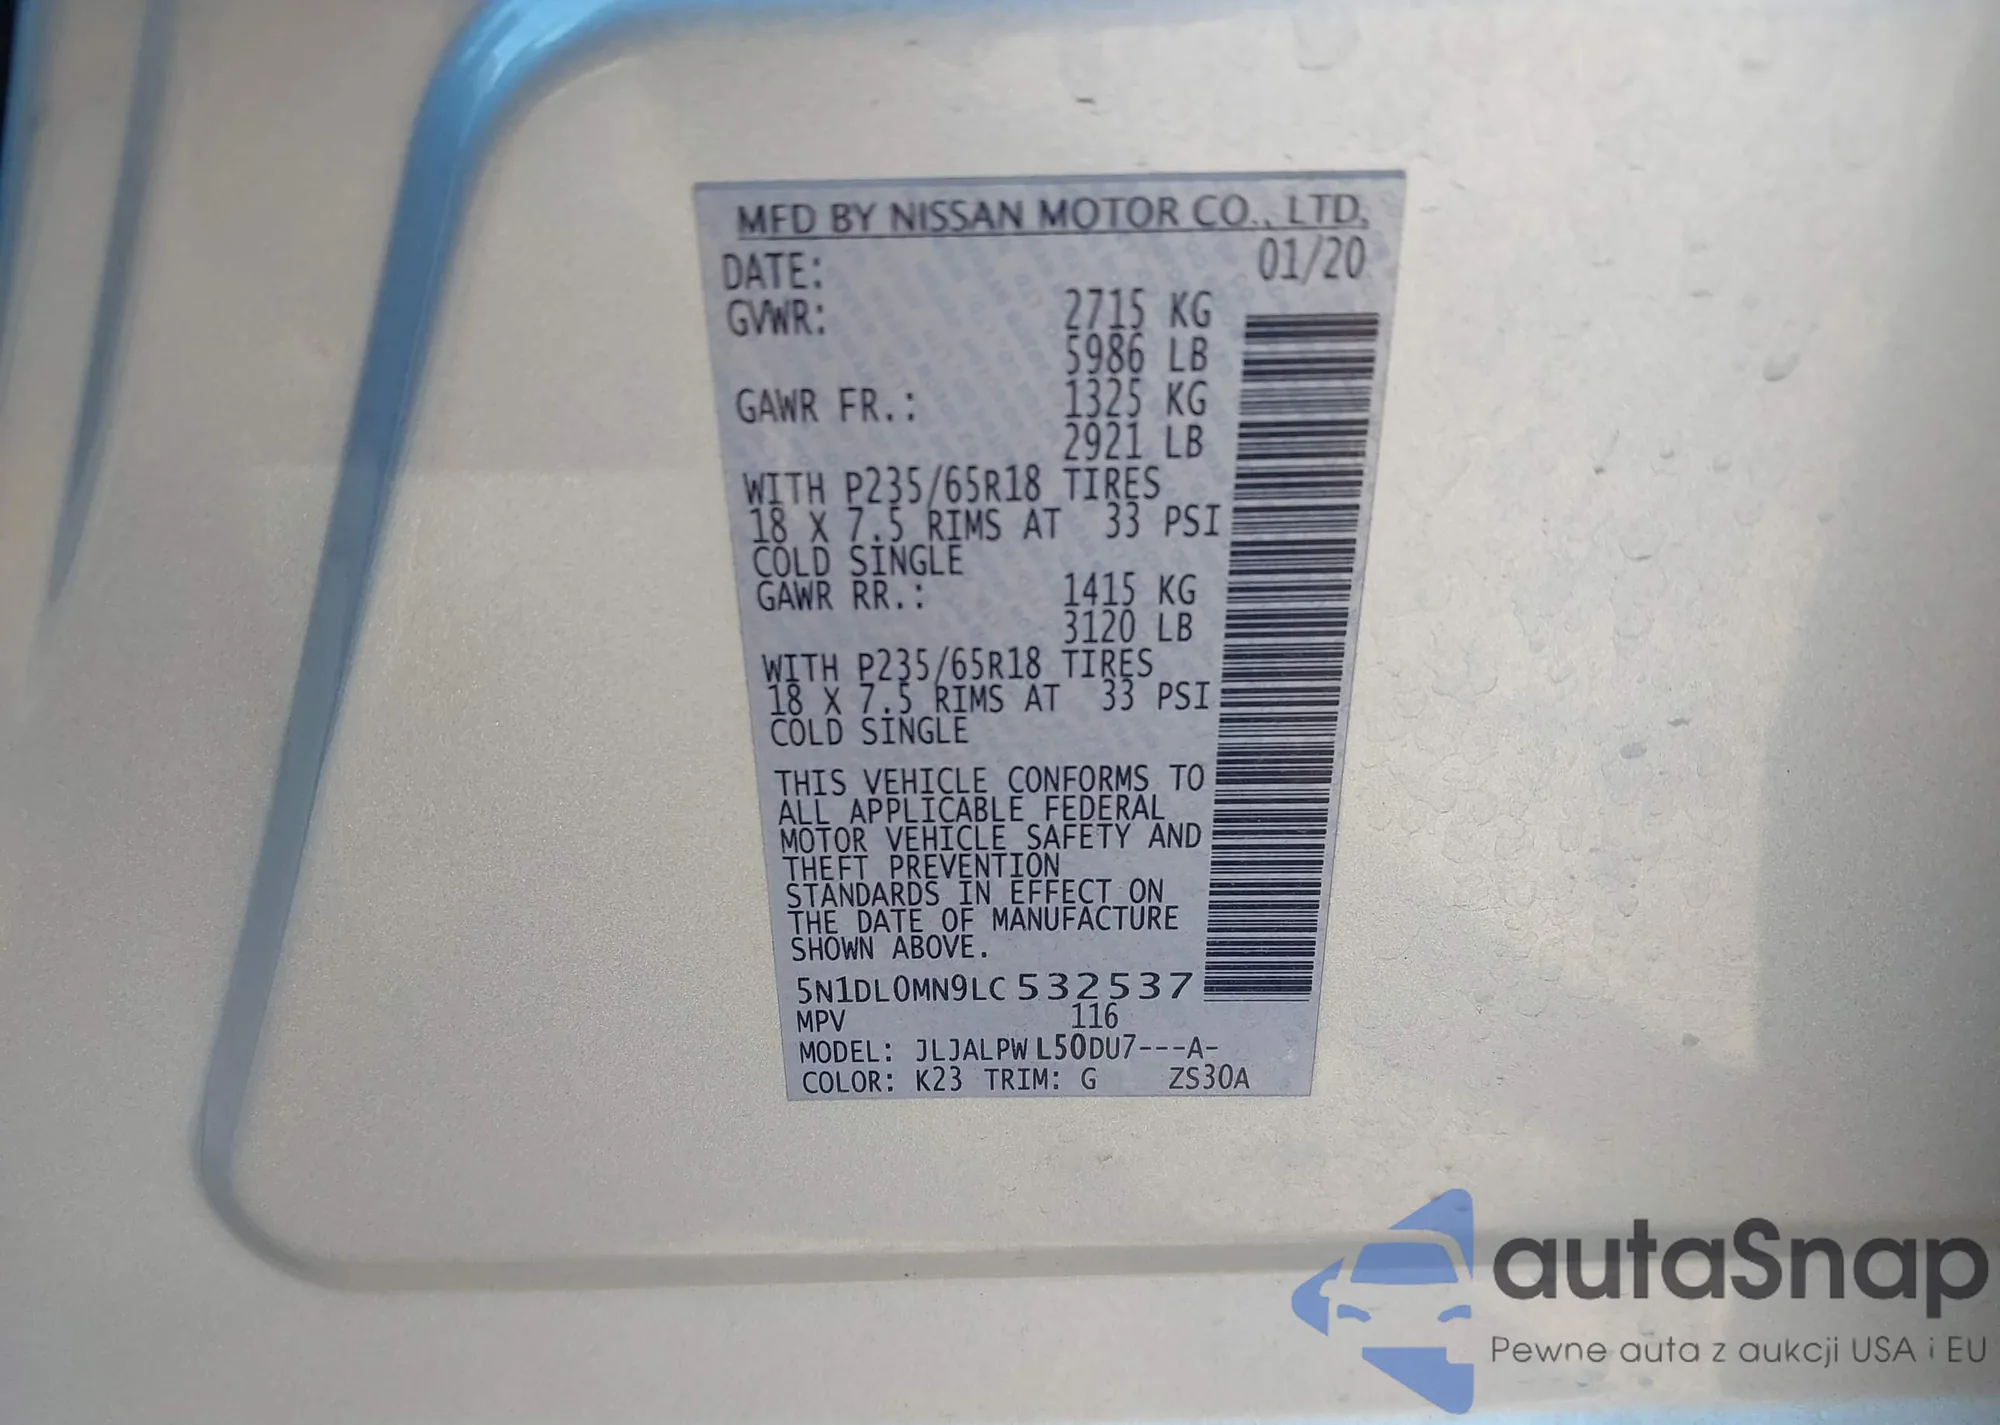 MFD BY NISSAN MOTOR CO., LTD.
DATE: 01/20
GVWR: 2715 KG
5986 LB
GAWR FR.: 1325 KG
2921 LB
WITH P235/65R18 TIRES
18 X 7.5 RIMS AT 33 PSI
COLD SINGLE
GAWR RR.: 1415 KG
3120 LB
WITH P235/65R18 TIRES
18 X 7.5 RIMS AT 33 PSI
COLD SINGLE
THIS VEHICLE CONFORMS TO
ALL APPLICABLE FEDERAL
MOTOR VEHICLE SAFETY AND
THEFT PREVENTION
STANDARDS IN EFFECT ON
THE DATE OF MANUFACTURE
SHOWN ABOVE.
5N1DL0MN9LC532537
MPV 116
MODEL: JLJALPWL50DU7---A-
COLOR: K23 TRIM: G ZS30A
autaSnap
Pewne auta z aukcji USA i EU